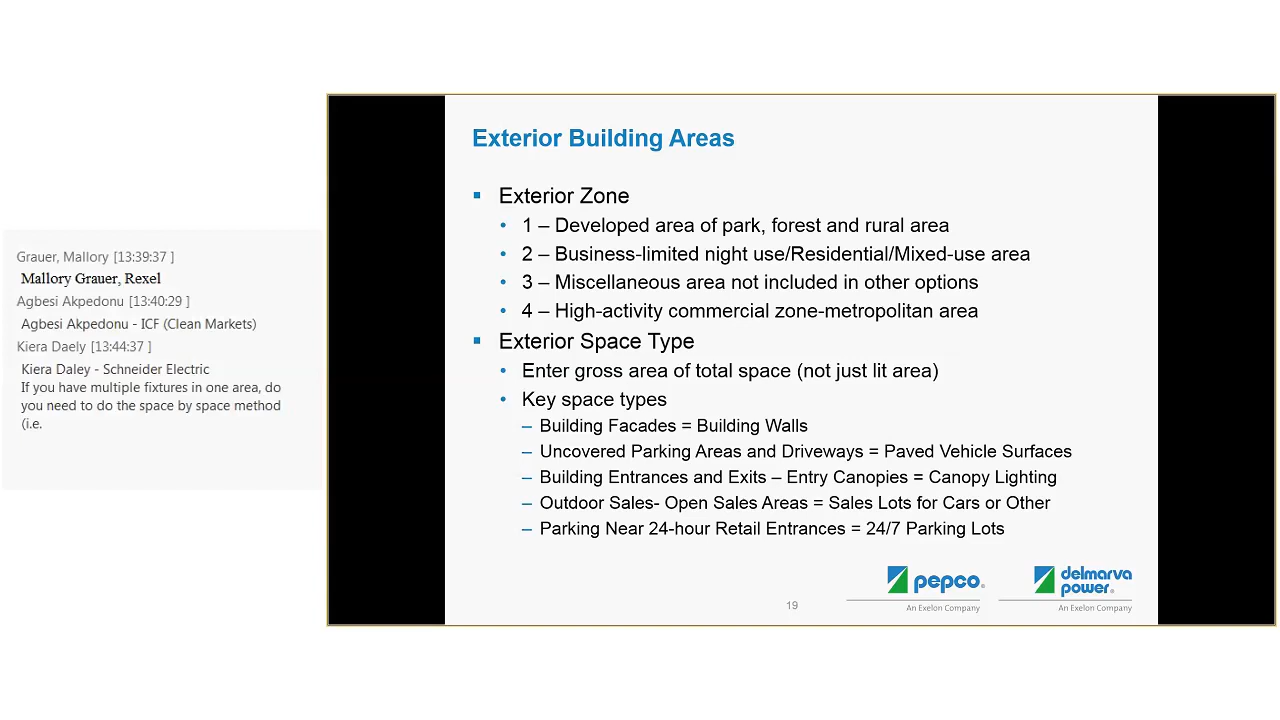 Grauer, Mallory [13:39:37 ]
Mallory Grauer, Rexel
Agbesi Akpedonu [13:40:29 ]
Agbesi Akpedonu - ICF (Clean Markets)
Kiera Daely [13:44:37 ]
Kiera Daley - Schneider Electric
If you have multiple fixtures in one area, do
you need to do the space by space method
(i.e.
Exterior Building Areas
Exterior Zone
1 – Developed area of park, forest and rural area
2 – Business-limited night use/Residential/Mixed-use area
3 – Miscellaneous area not included in other options
4 – High-activity commercial zone-metropolitan area
Exterior Space Type
Enter gross area of total space (not just lit area)
Key space types
– Building Facades = Building Walls
– Uncovered Parking Areas and Driveways = Paved Vehicle Surfaces
– Building Entrances and Exits – Entry Canopies = Canopy Lighting
– Outdoor Sales- Open Sales Areas = Sales Lots for Cars or Other
– Parking Near 24-hour Retail Entrances = 24/7 Parking Lots
19
pepco®
An Exelon Company
delmarva
power®
An Exelon Company